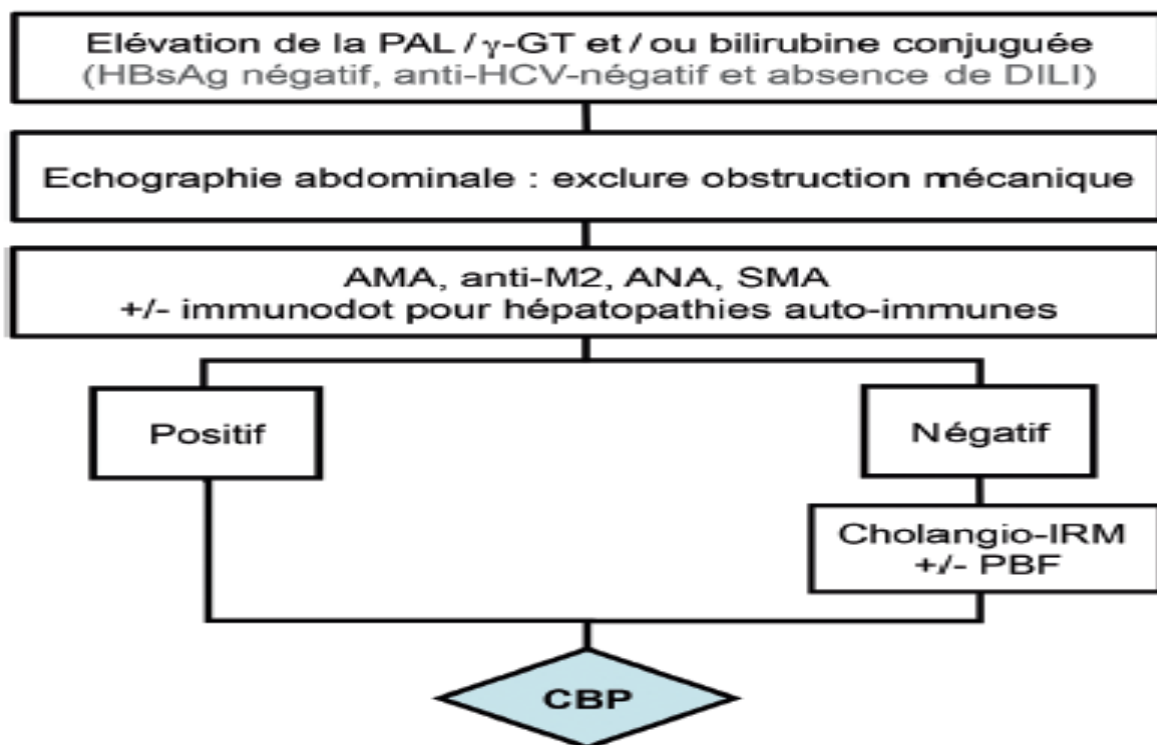 Elévation de la PAL / γ-GT et / ou bilirubine conjuguée
(HBsAg négatif, anti-HCV-négatif et absence de DILI)
Echographie abdominale : exclure obstruction mécanique
AMA, anti-M2, ANA, SMA
+/- immunodot pour hépatopathies auto-immunes
Positif
Négatif
Cholangio-IRM
+/- PBF
CBP